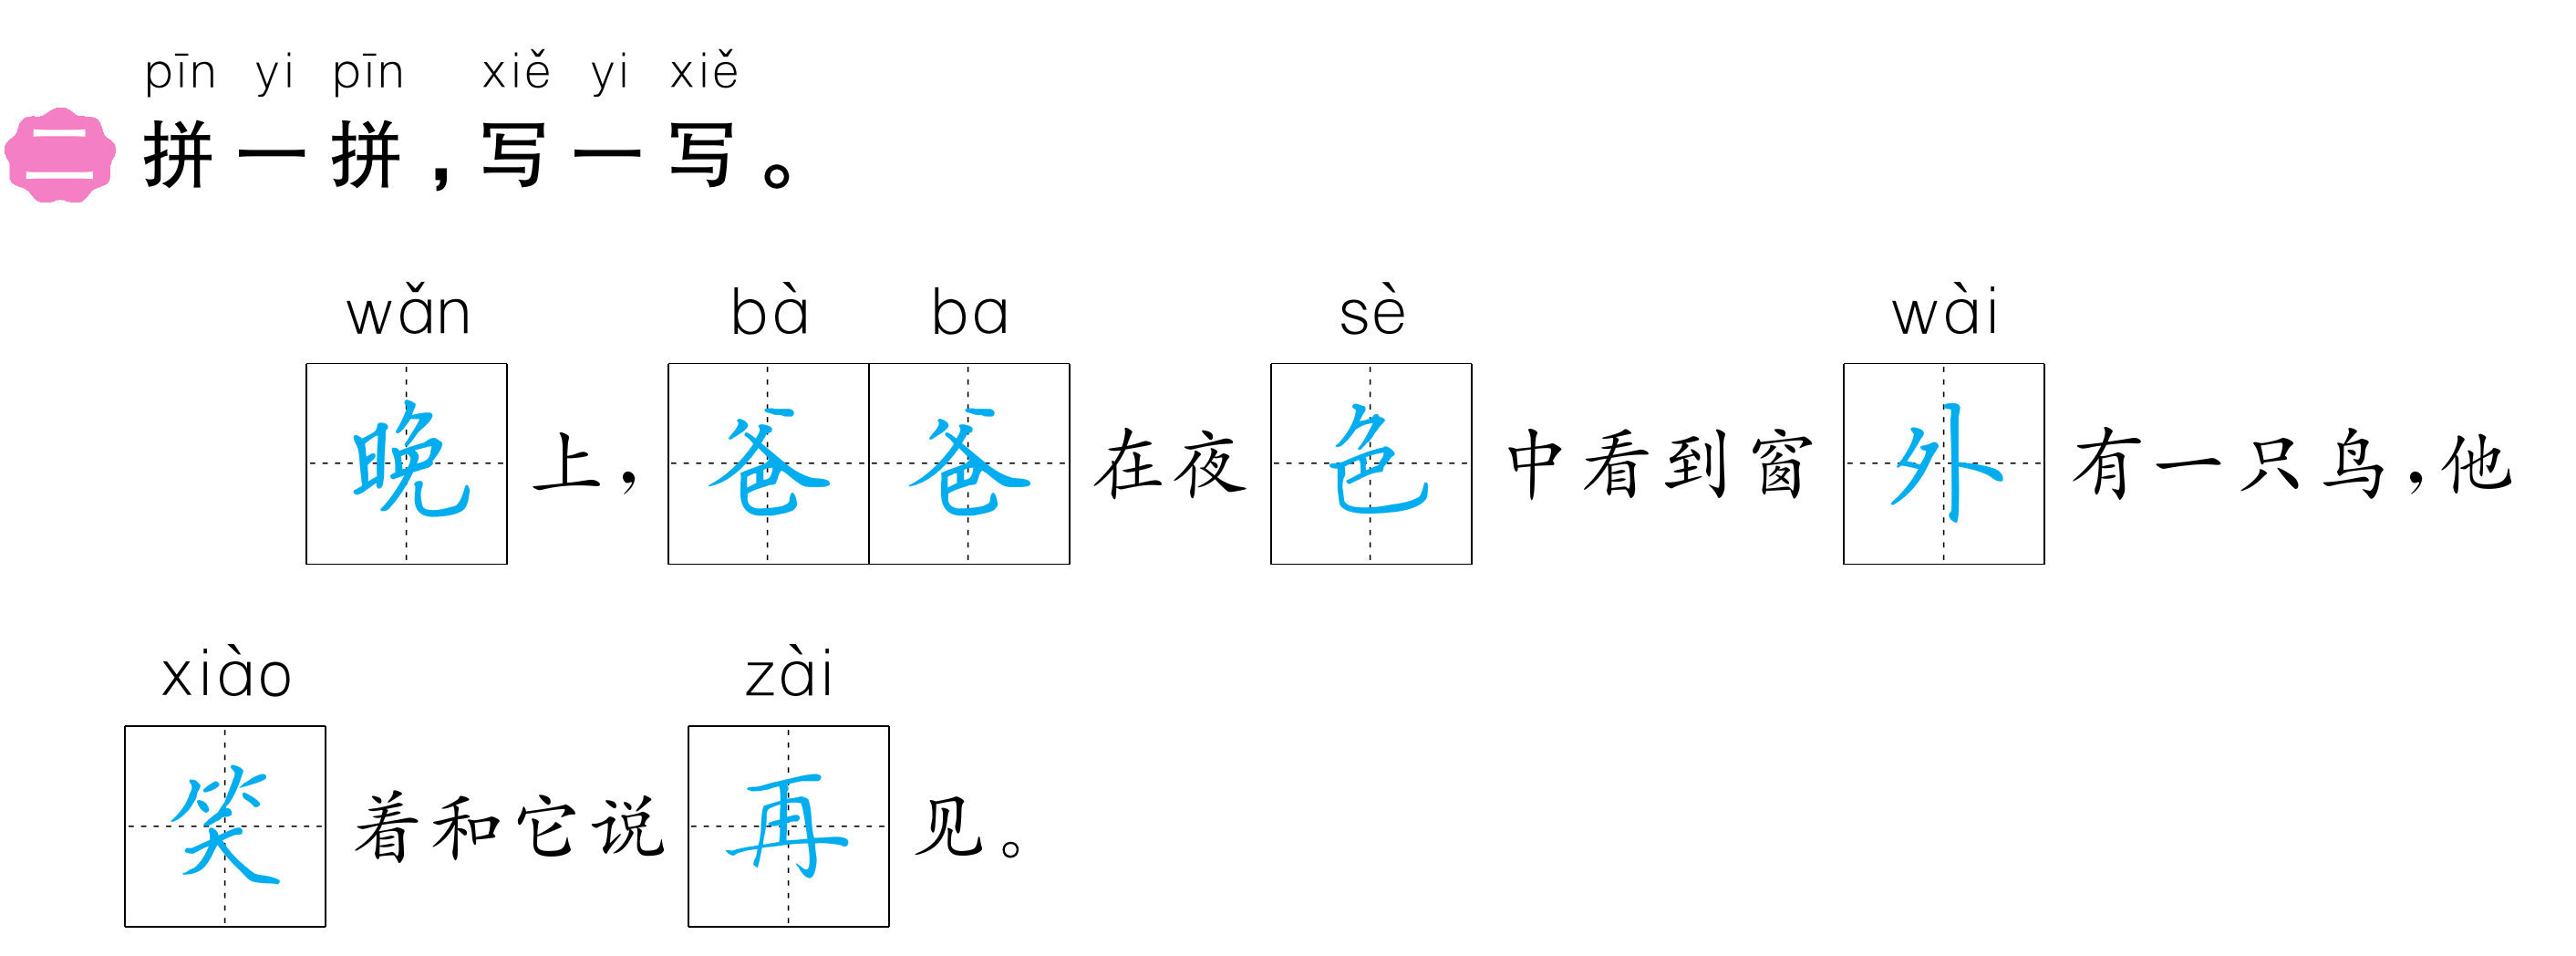 pīn yi pīn xiě yi xiě
二 拼一拼，写一写。
wǎn bà ba sè wài
晚上，爸爸在夜色中看到窗外有一只鸟，他
xiào zài
笑着和它说再见。